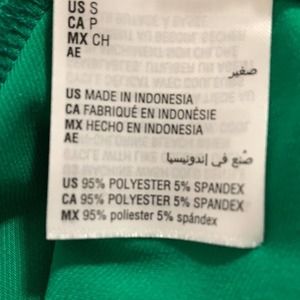 US S
CA P
MX CH
AE
صغير
US MADE IN INDONESIA
CA FABRIQUÉ EN INDONÉSIE
MX HECHO EN INDONESIA
AE
صُنع في إندونيسيا
US 95% POLYESTER 5% SPANDEX
CA 95% POLYESTER 5% SPANDEX
MX 95% poliester 5% spándex